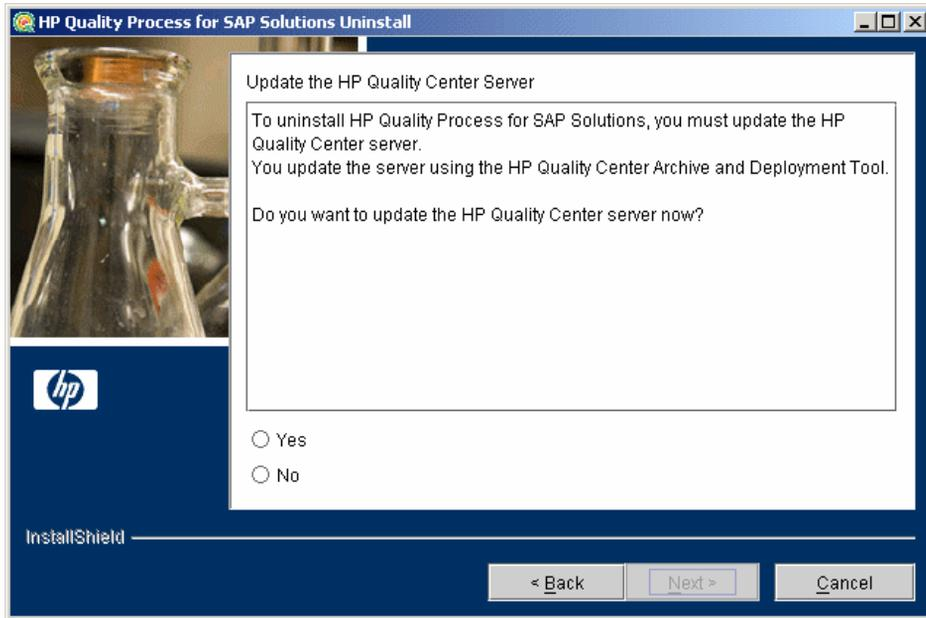 HP Quality Process for SAP Solutions Uninstall
Update the HP Quality Center Server
To uninstall HP Quality Process for SAP Solutions, you must update the HP
Quality Center server.
You update the server using the HP Quality Center Archive and Deployment Tool.
Do you want to update the HP Quality Center server now?
hp
Yes
No
InstallShield
< Back
Next >
Cancel